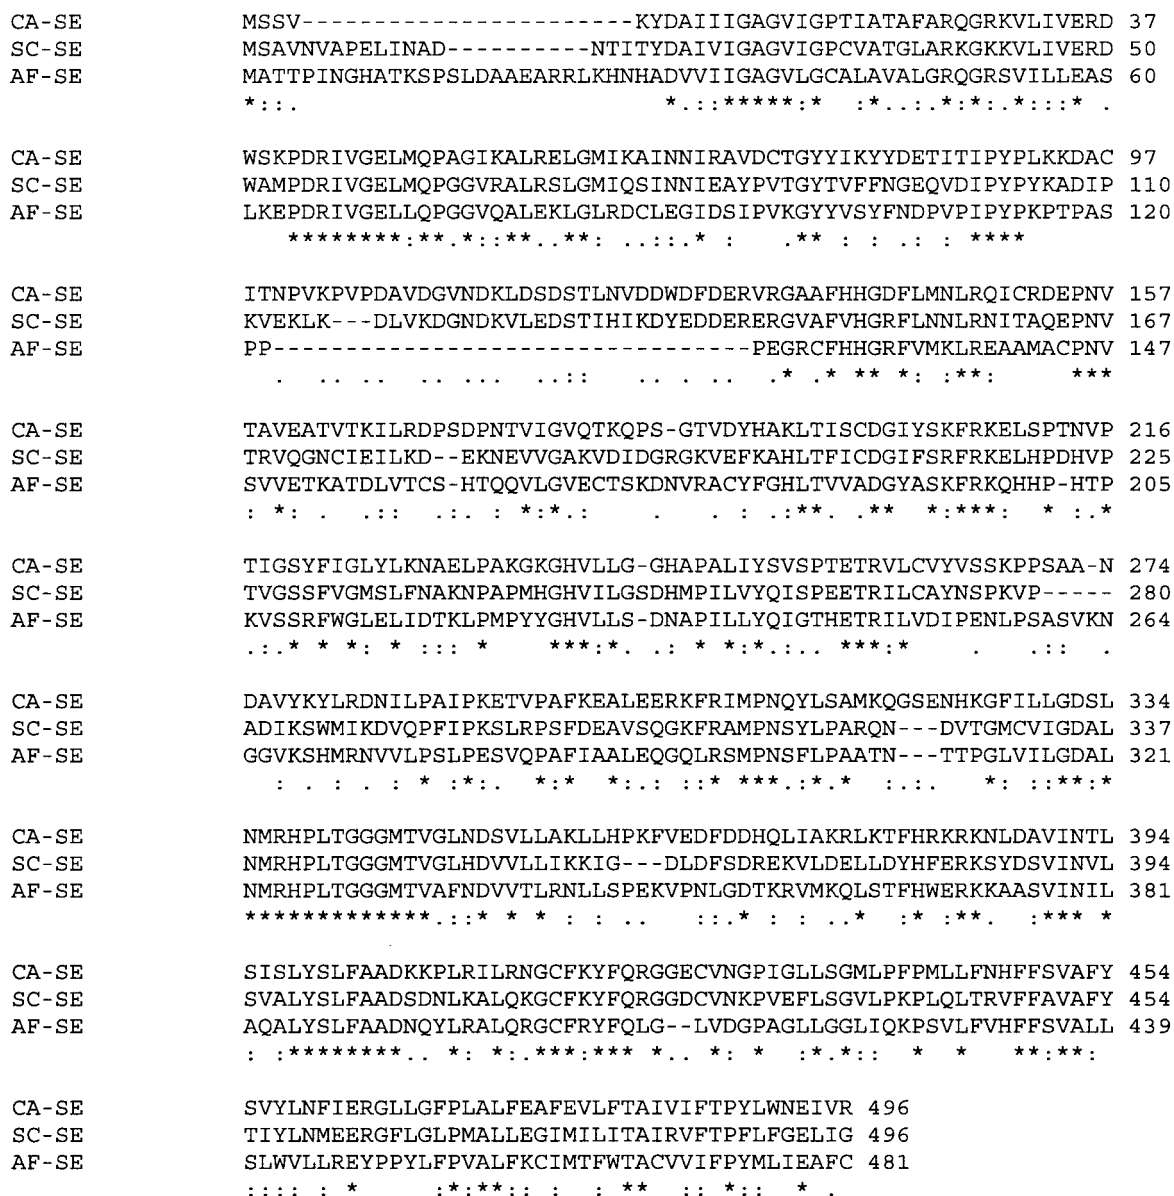 CA-SE MSSV-----------------------KYDAIIIGAGVIGPTIATAFARQGRKVLIVERD 37
SC-SE MSAVNVAPELINAD----------NTITYDAIVIGAGVIGPCVATGLARKGKKVLIVERD 50
AF-SE MATTPINGHATKSPSLDAAEARRLKHNHADVVIIGAGVLGCALAVALGRQGRSVILLEAS 60
*::. *.::*****:* :*..:.*:*:.*:::* .
CA-SE WSKPDRIVGELMQPAGIKALRELGMIKAINNIRAVDCTGYYIKYYDETITIPYPLKKDAC 97
SC-SE WAMPDRIVGELMQPGGVRALRSLGMIQSINNIEAYPVTGYTVFFNGEQVDIPYPYKADIP 110
AF-SE LKEPDRIVGELLQPGGVQALEKLGLRDCLEGIDSIPVKGYYVSYFNDPVPIPYPKPTPAS 120
********:**.*::**..**: ..::.* : .** : : .: : ****
CA-SE ITNPVKPVPDAVDGVNDKLDSDSTLNVDDWDFDERVRGAAFHHGDFLMNLRQICRDEPNV 157
SC-SE KVEKLK---DLVKDGNDKVLEDSTIHIKDYEDDERERGVAFVHGRFLNNLRNITAQEPNV 167
AF-SE PP---------------------------------PEGRCFHHGRFVMKLREAAMACPNV 147
. .. ... ... ..:: . .. . .* .* ** *: :**: ***
CA-SE TAVEATVTKILRDPSDPNTVIGVQTKQPS-GTVDYHAKLTISCDGIYSKFRKELSPTNVP 216
SC-SE TRVQGNCIEILKD--EKNEVVGAKVDIDGRGKVEFKAHLTFICDGIFSRFRKELHPDHVP 225
AF-SE SVVETKATDLVTCS-HTQQVLGVECTSKDNVRACYFGHLTVVADGYASKFRKQHHP-HTP 205
: *: . .:: .:. : *:*.: . . .:**. .** *:***: * :.*
CA-SE TIGSYFIGLYLKNAELPAKGKGHVLLG-GHAPALIYSVSPTETRVLCVYVSSKPPSAA-N 274
SC-SE TVGSSFVGMSLFNAKNPAPMHGHVILGSDHMPILVYQISPEETRILCAYNSPKVP----- 280
AF-SE KVSSRFWGLELIDTKLPMPYYGHVLLS-DNAPILLYQIGTHETRILVDIPENLPSASVKN 264
.:.* * *: * ::: * ***:*. .: * *:*.:.. ***:* . .:: .
CA-SE DAVYKYLRDNILPAIPKETVPAFKEALEERKFRIMPNQYLSAMKQGSENHKGFILLGDSL 334
SC-SE ADIKSWMIKDVQPFIPKSLRPSFDEAVSQGKFRAMPNSYLPARQN---DVTGMCVIGDAL 337
AF-SE GGVKSHMRNVVLPSLPESVQPAFIAALEQGQLRSMPNSFLPAATN---TTPGLVILGDAL 321
: . : . : * :*:. *:* *:.: ::* ***.:*.* :.:. *: ::**:*
CA-SE NMRHPLTGGGMTVGLNDSVLLAKLLHPKFVEDFDDHQLIAKRLKTFHRKRKNLDAVINTL 394
SC-SE NMRHPLTGGGMTVGLHDVVLLIKKIG---DLDFSDREKVLDELLDYHFERKSYDSVINVL 394
AF-SE NMRHPLTGGGMTVAFNDVVTLRNLLSPEKVPNLGDTKRVMKQLSTFHWERKKAASVINIL 381
*************.::* * * : : ::.* : : ..* :* :**. :*** *
CA-SE SISLYSLFAADKKPLRILRNGCFKYFQRGGECVNGPIGLLSGMLPFPMLLFNHFFSVAFY 454
SC-SE SVALYSLFAADSDNLKALQKGCFKYFQRGGDCVNKPVEFLSGVLPKPLQLTRVFFAVAFY 454
AF-SE AQALYSLFAADNQYLRALQRGCFRYFQLG--LVDGPAGLLGGLIQKPSVLFVHFFSVALL 439
: :********.. *: *:.***:*** *.. *: * :*.*:: * * **:**:
CA-SE SVYLNFIERGLLGFPLALFEAFEVLFTAIVIFTPYLWNEIVR 496
SC-SE TIYLNMEERGFLGLPMALLEGIMILITAIRVFTPFLFGELIG 496
AF-SE SLWVLLREYPPYLFPVALFKCIMTFWTACVVIFPYMLIEAFC 481
:::: : * :*:**:: : : ** :: *:: * .